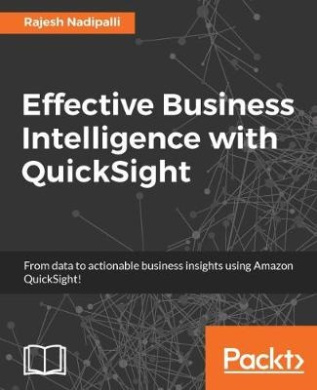 Rajesh Nadipalli
Effective Business
Intelligence with
QuickSight
From data to actionable business insights using Amazon
QuickSight!
Packt>